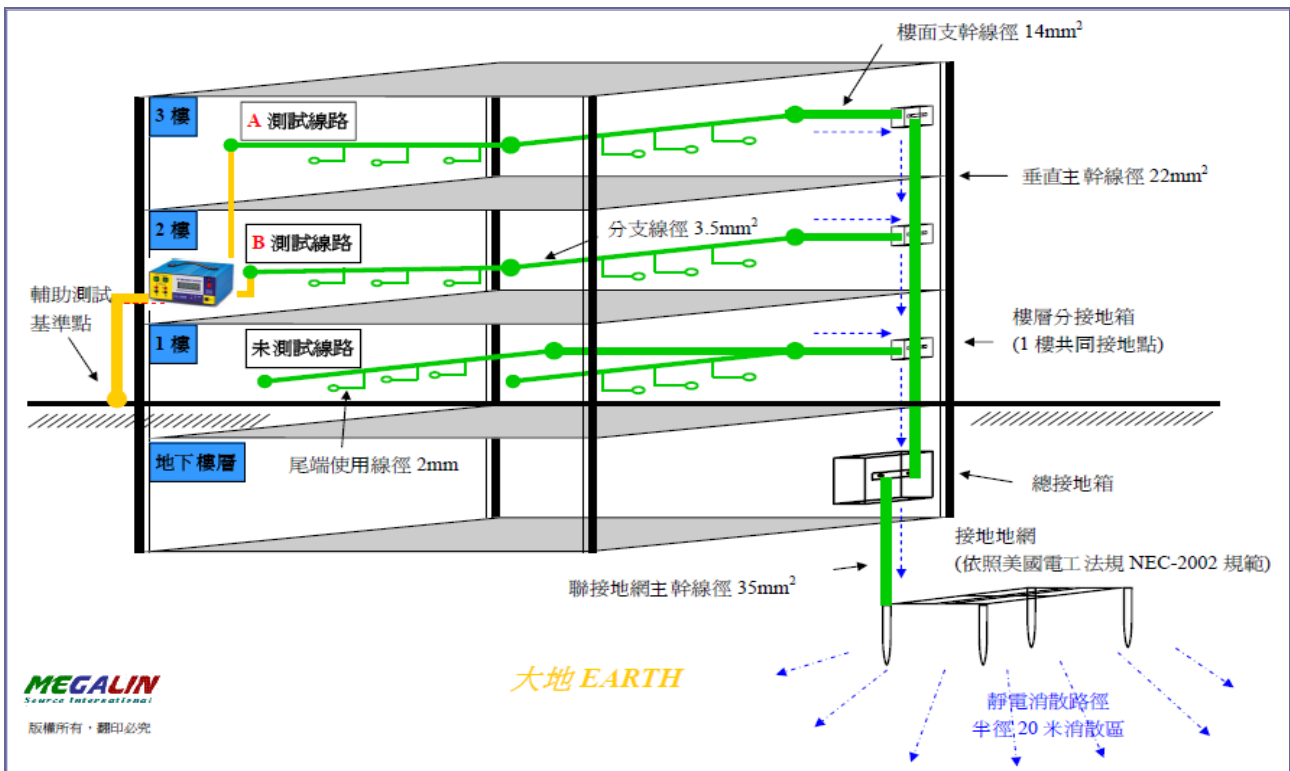 樓面支幹線徑 14mm²
3 樓
A 測試線路
垂直主幹線徑 22mm²
2 樓
B 測試線路
分支線徑 3.5mm²
輔助測試
基準點
1 樓
未測試線路
樓層分接地箱
(1 樓共同接地點)
地下樓層
尾端使用線徑 2mm
總接地箱
接地地網
(依照美國電工法規 NEC-2002 規範)
聯接地網主幹線徑 35mm²
大地 EARTH
MEGALIN
Source International
版權所有，翻印必究
靜電消散路徑
半徑 20 米消散區